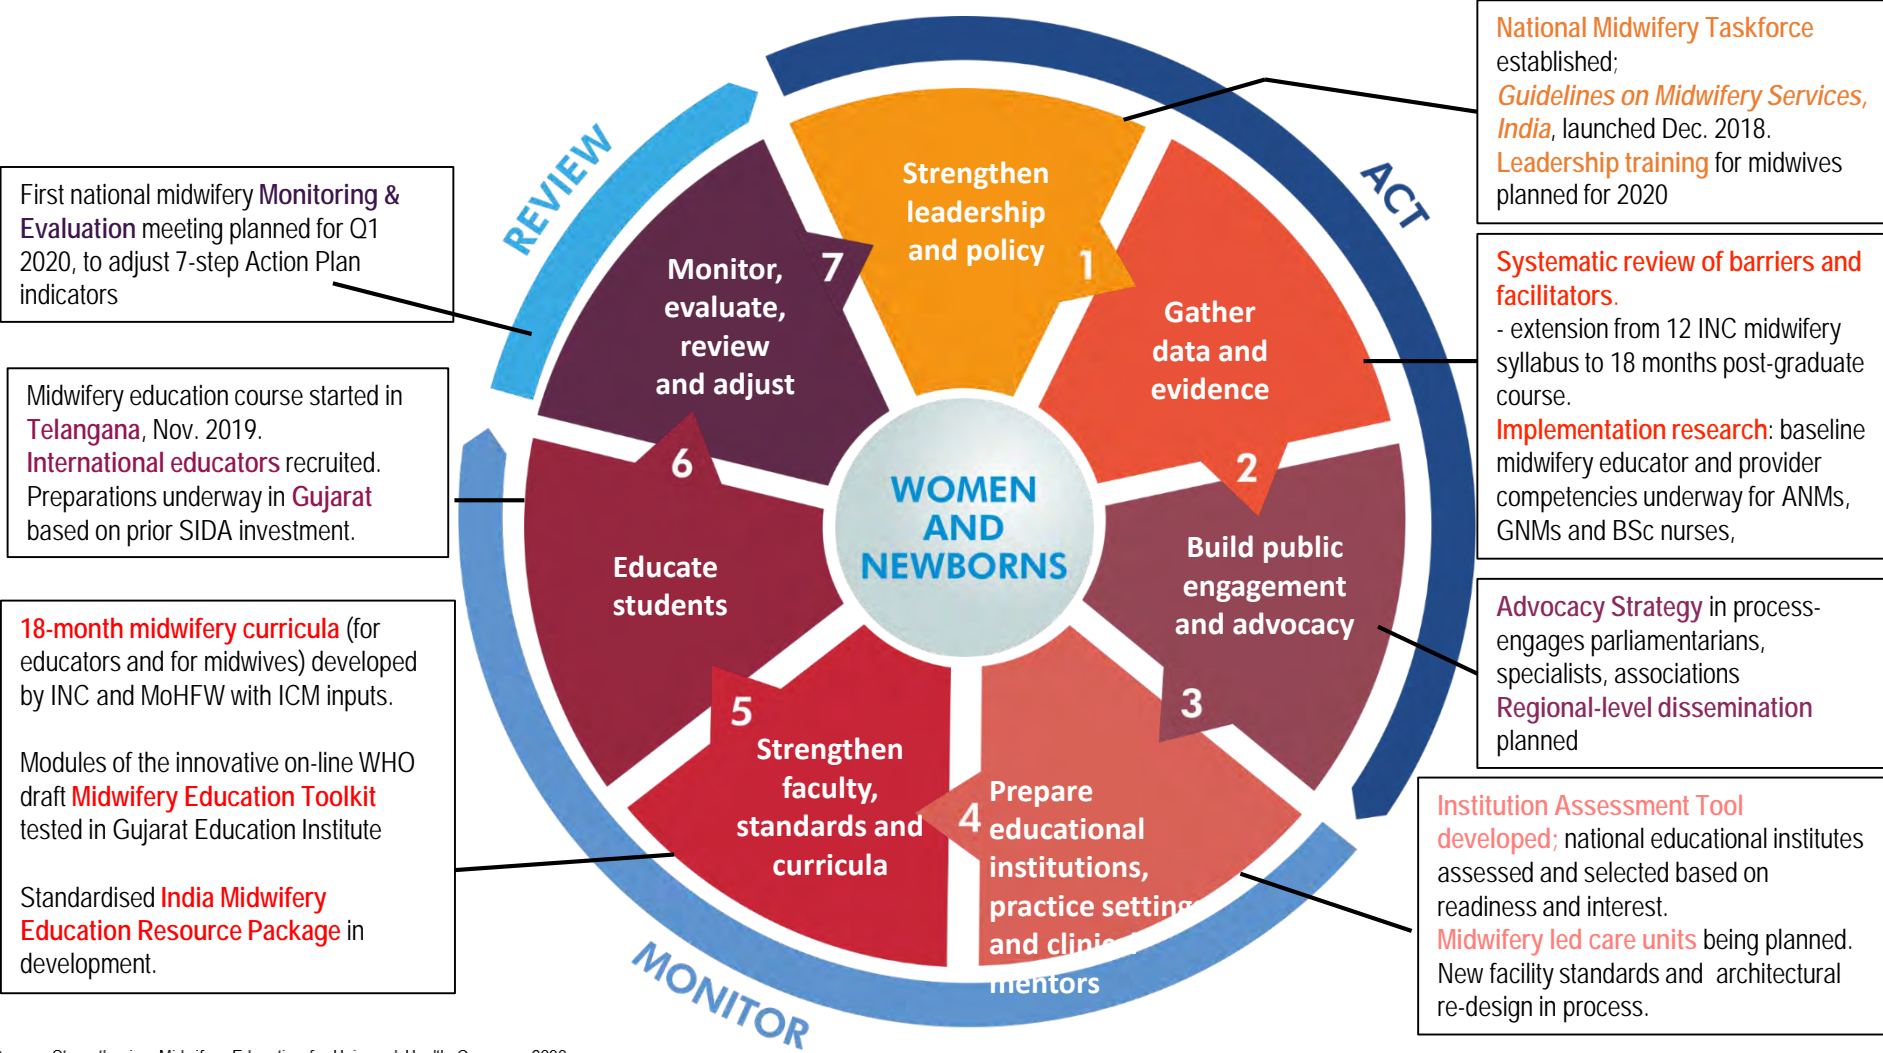 National Midwifery Taskforce
established;
Guidelines on Midwifery Services,
India, launched Dec. 2018.
Leadership training for midwives
planned for 2020
ACT
REVIEW
Strengthen
leadership
and policy
1
Systematic review of barriers and
facilitators.
- extension from 12 INC midwifery
syllabus to 18 months post-graduate
course.
Implementation research: baseline
midwifery educator and provider
competencies underway for ANMs,
GNMs and BSc nurses,
Gather
data and
evidence
2
Advocacy Strategy in process-
engages parliamentarians,
specialists, associations
Regional-level dissemination
planned
Build public
engagement
and advocacy
3
Institution Assessment Tool
developed; national educational institutes
assessed and selected based on
readiness and interest.
Midwifery led care units being planned.
New facility standards and architectural
re-design in process.
4
Prepare
educational
institutions,
practice settings
and clinical
mentors
MONITOR
5
Strengthen
faculty,
standards and
curricula
18-month midwifery curricula (for
educators and for midwives) developed
by INC and MoHFW with ICM inputs.
Modules of the innovative on-line WHO
draft Midwifery Education Toolkit
tested in Gujarat Education Institute
Standardised India Midwifery
Education Resource Package in
development.
6
Educate
students
Midwifery education course started in
Telangana, Nov. 2019.
International educators recruited.
Preparations underway in Gujarat
based on prior SIDA investment.
7
Monitor,
evaluate,
review
and adjust
First national midwifery Monitoring &
Evaluation meeting planned for Q1
2020, to adjust 7-step Action Plan
indicators
WOMEN
AND
NEWBORNS